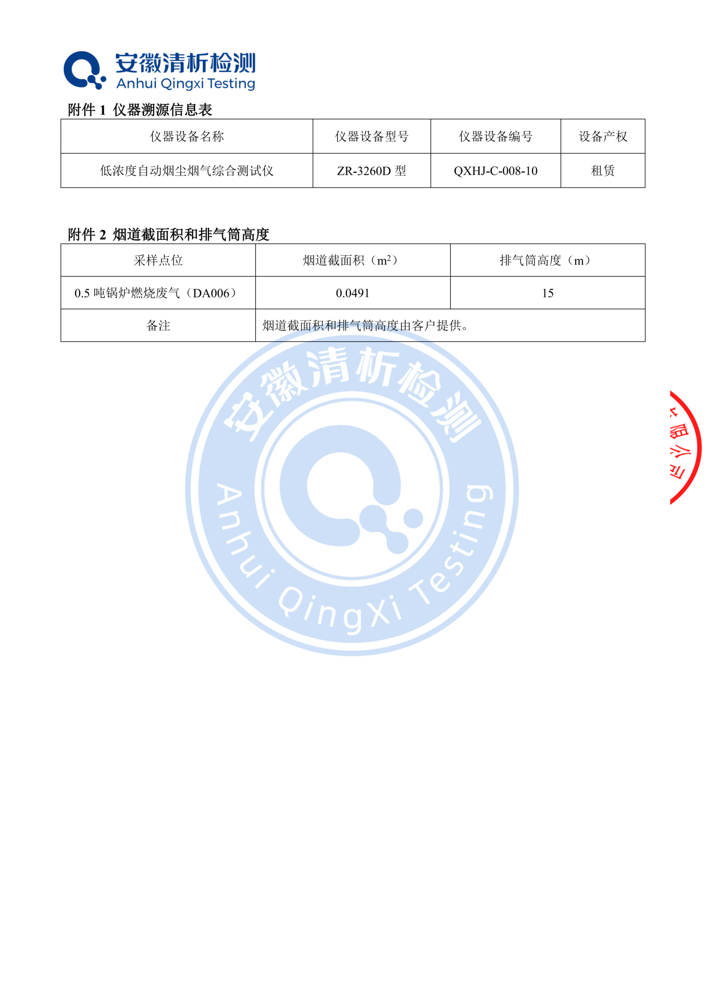 安徽清析检测
Anhui Qingxi Testing
附件 1 仪器溯源信息表
仪器设备名称 仪器设备型号 仪器设备编号 设备产权
低浓度自动烟尘烟气综合测试仪 ZR-3260D 型 QXHJ-C-008-10 租赁
附件 2 烟道截面积和排气筒高度
采样点位 烟道截面积（m²） 排气筒高度（m）
0.5 吨锅炉燃烧废气（DA006） 0.0491 15
备注 烟道截面积和排气筒高度由客户提供。
安徽清析检测
Anhui QingXi Testing
限公司